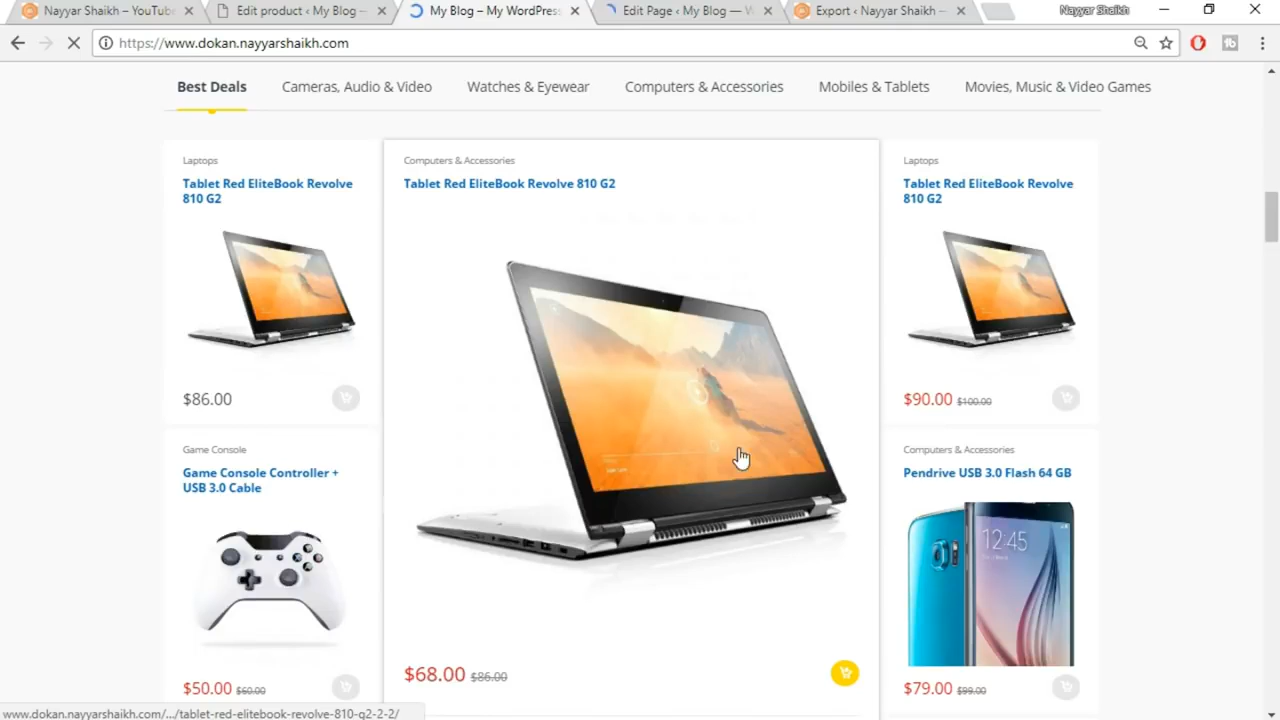 Nayyar Shaikh – YouTub
Edit product ‹ My Blog –
My Blog – My WordPress
Edit Page ‹ My Blog — W
Export ‹ Nayyar Shaikh —
Nayyar Shaikh
https://www.dokan.nayyarshaikh.com
Best Deals
Cameras, Audio & Video
Watches & Eyewear
Computers & Accessories
Mobiles & Tablets
Movies, Music & Video Games
Laptops
Tablet Red EliteBook Revolve
810 G2
$86.00
Game Console
Game Console Controller +
USB 3.0 Cable
$50.00 $60.00
Computers & Accessories
Tablet Red EliteBook Revolve 810 G2
$68.00 $86.00
Laptops
Tablet Red EliteBook Revolve
810 G2
$90.00 $100.00
Computers & Accessories
Pendrive USB 3.0 Flash 64 GB
12:45
$79.00 $99.00
www.dokan.nayyarshaikh.com/.../tablet-red-elitebook-revolve-810-g2-2-2/